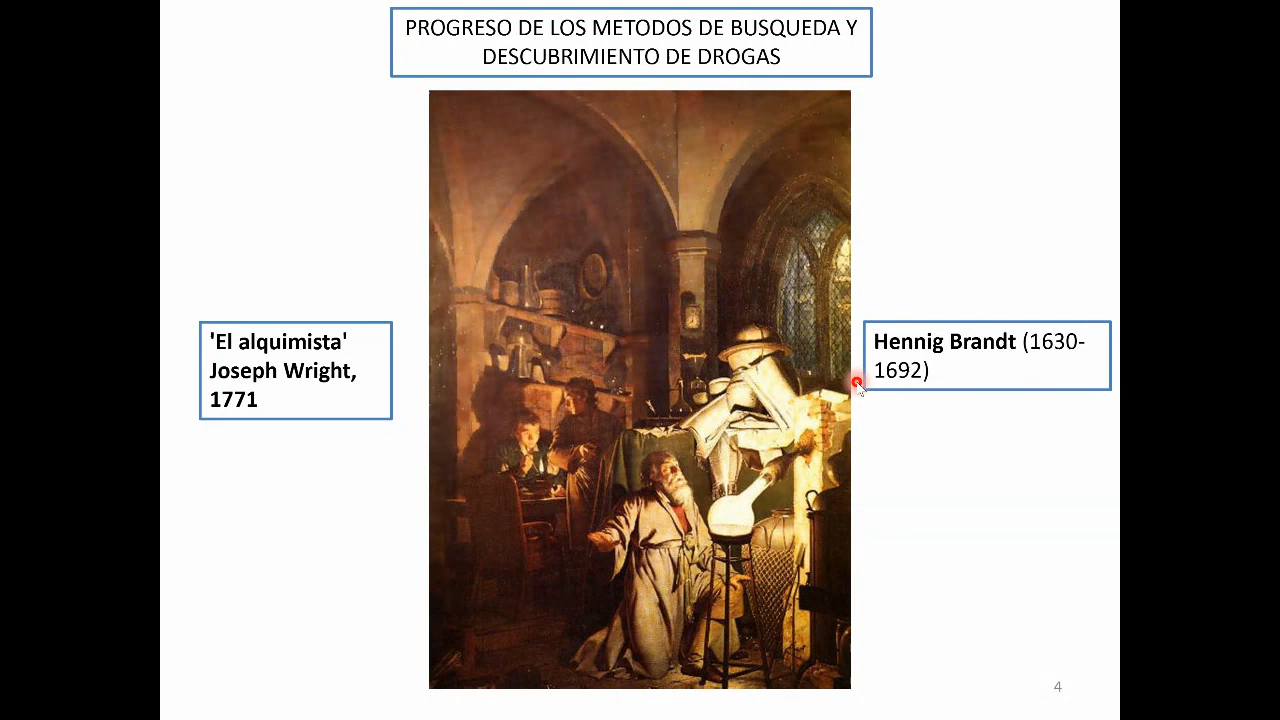 PROGRESO DE LOS METODOS DE BUSQUEDA Y
DESCUBRIMIENTO DE DROGAS
'El alquimista'
Joseph Wright,
1771
Hennig Brandt (1630-
1692)
4